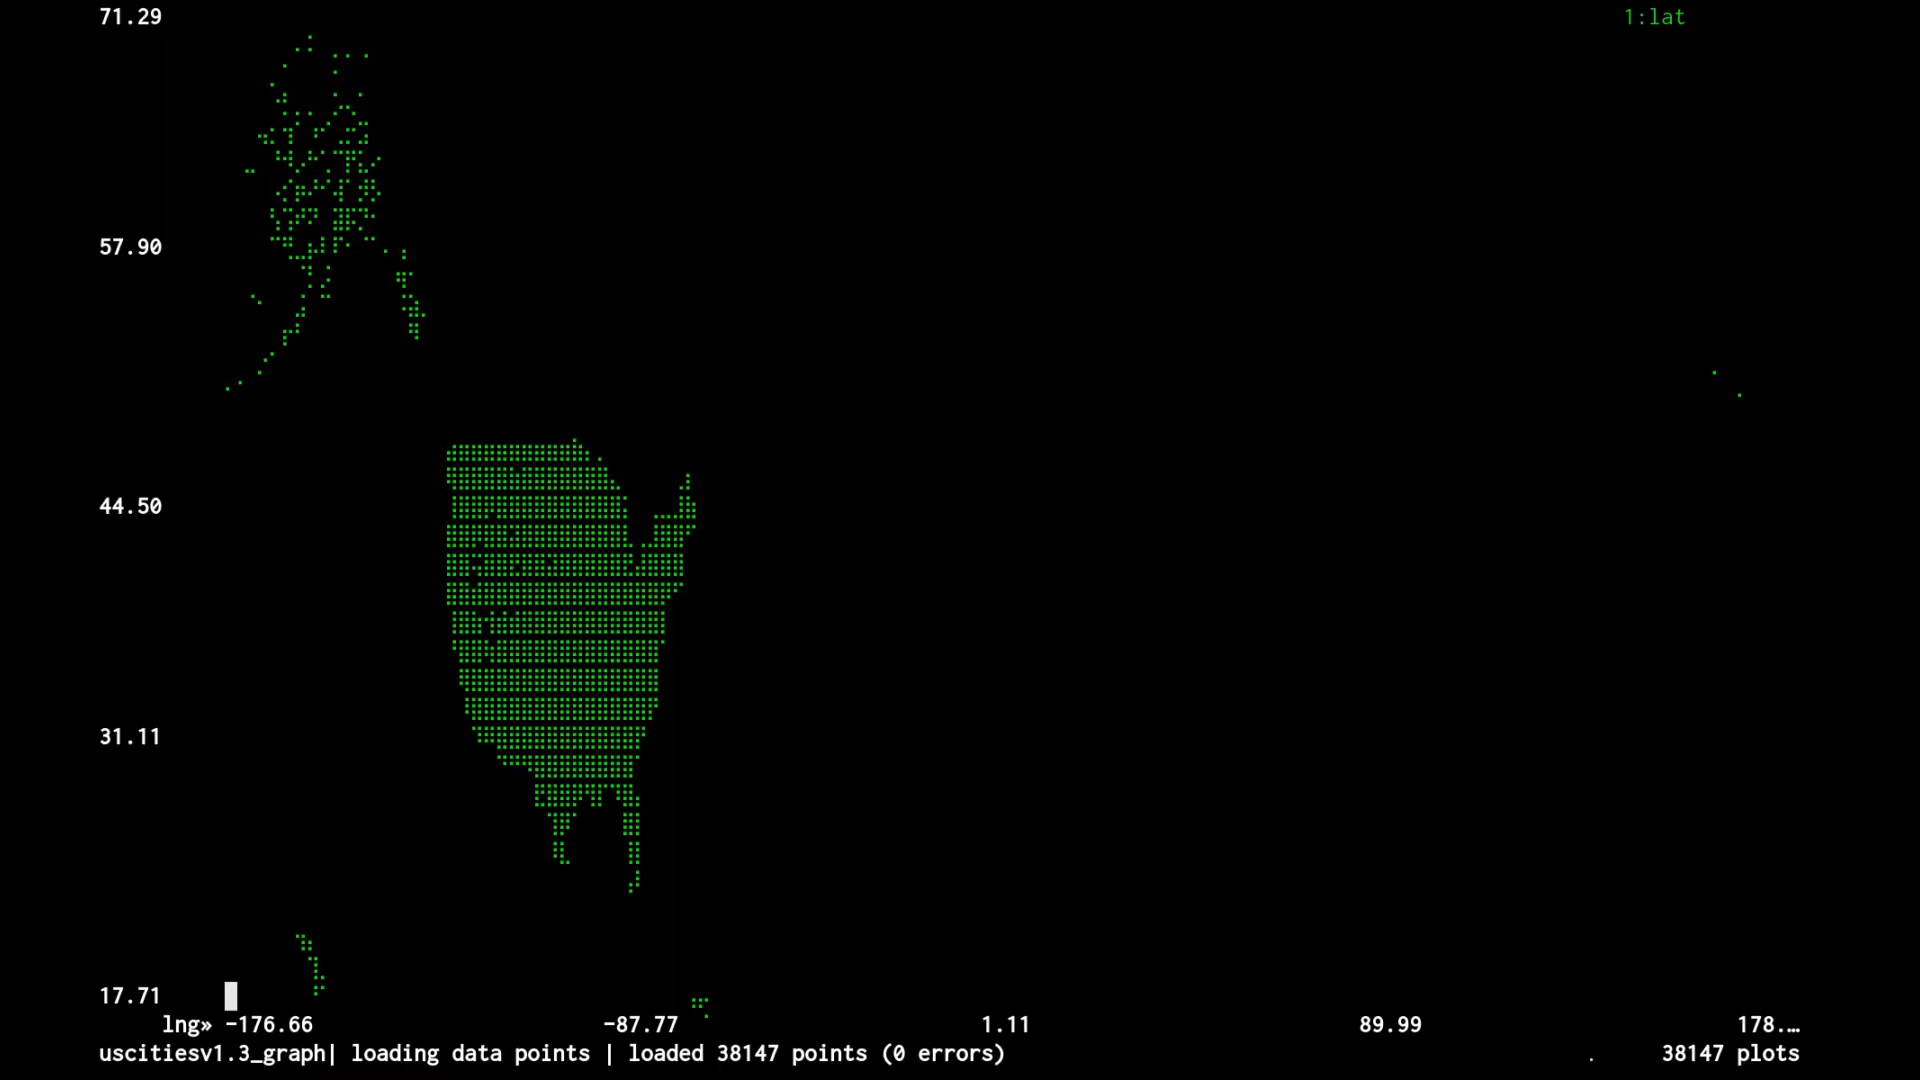 71.29 1:lat
57.90
44.50
31.11
17.71
lng» -176.66 -87.77 1.11 89.99 178.…
uscitiesv1.3_graph| loading data points | loaded 38147 points (0 errors) . 38147 plots